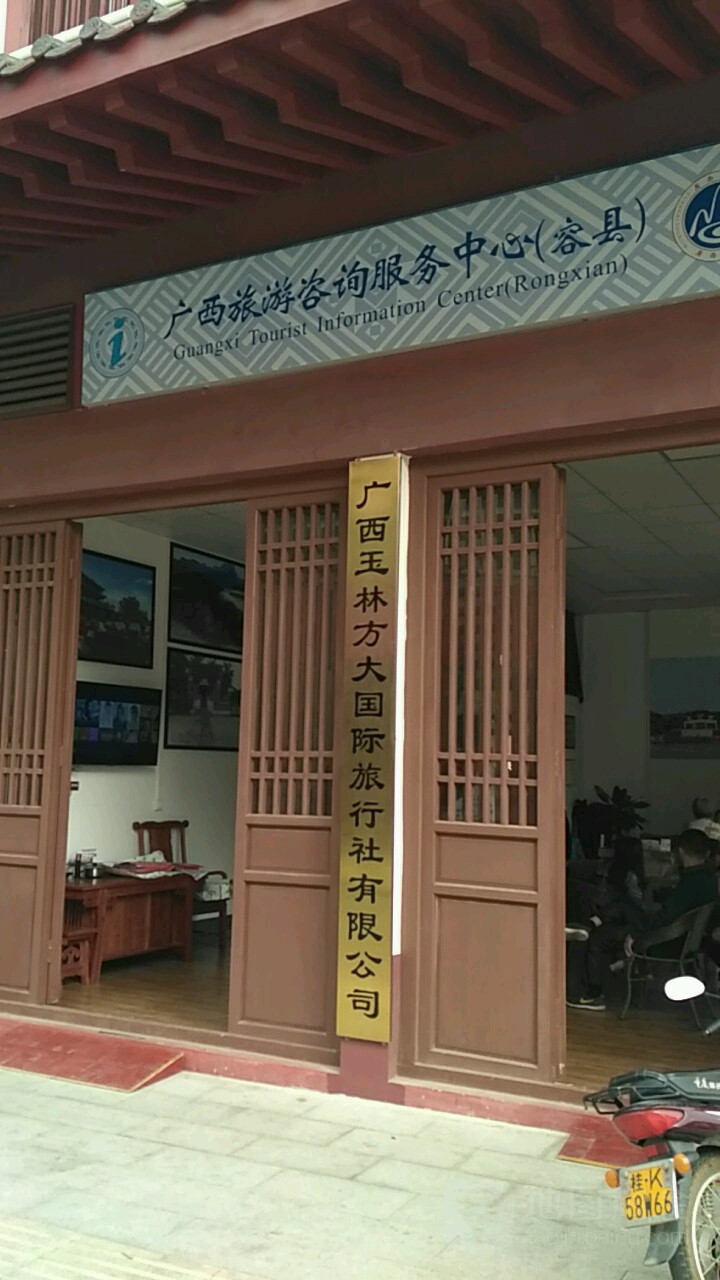 广西旅游咨询服务中心(容县)
Guangxi Tourist Information Center(Rongxian)
广西玉林方大国际旅行社有限公司
桂·K
58W66